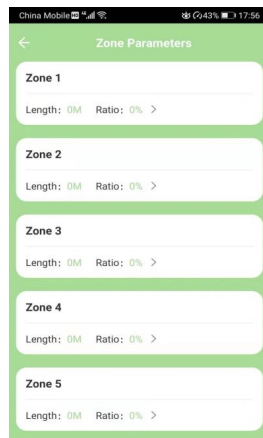 China Mobile HD 4G 43% 17:56
Zone Parameters
Zone 1
Length: 0M Ratio: 0% >
Zone 2
Length: 0M Ratio: 0% >
Zone 3
Length: 0M Ratio: 0% >
Zone 4
Length: 0M Ratio: 0% >
Zone 5
Length: 0M Ratio: 0% >